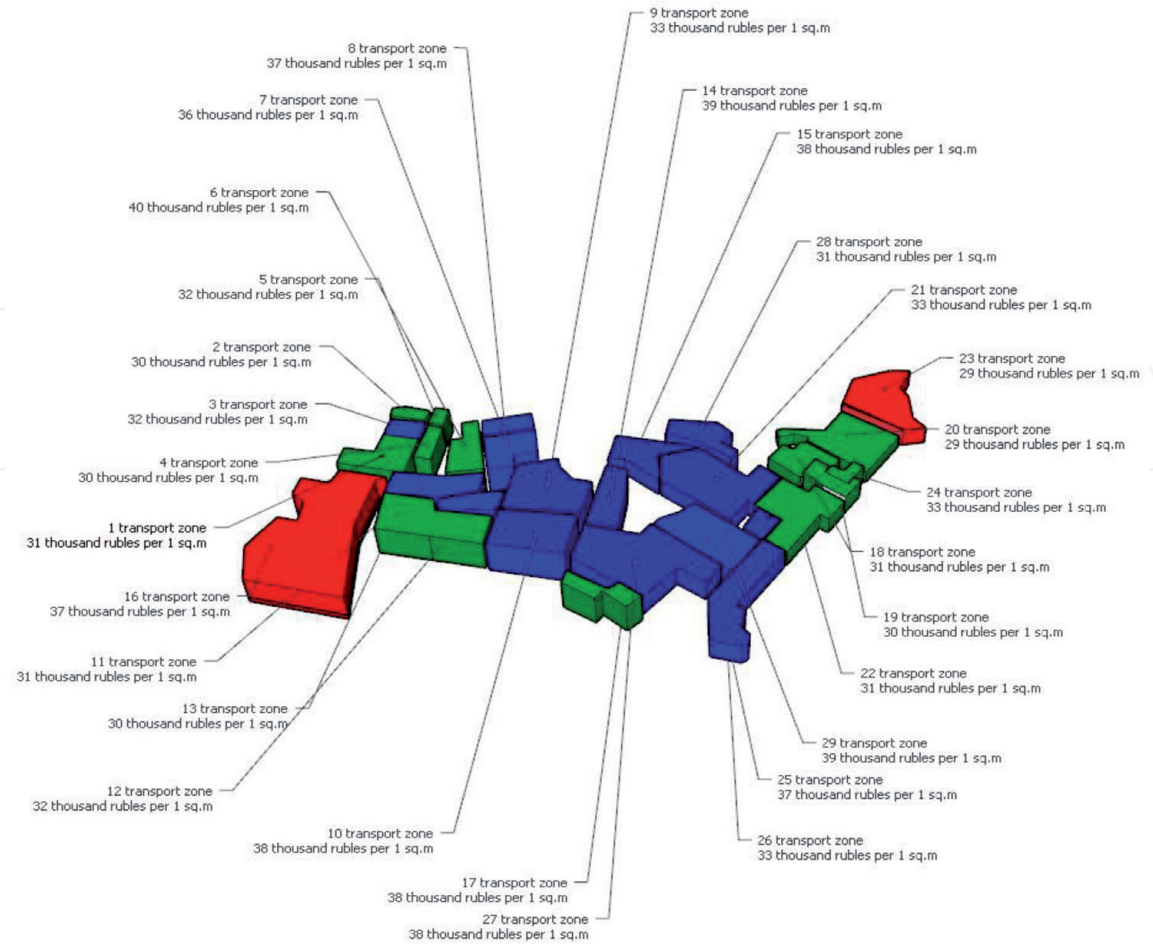 9 transport zone
33 thousand rubles per 1 sq.m
8 transport zone
37 thousand rubles per 1 sq.m
7 transport zone
36 thousand rubles per 1 sq.m
14 transport zone
39 thousand rubles per 1 sq.m
15 transport zone
38 thousand rubles per 1 sq.m
6 transport zone
40 thousand rubles per 1 sq.m
28 transport zone
31 thousand rubles per 1 sq.m
5 transport zone
32 thousand rubles per 1 sq.m
21 transport zone
33 thousand rubles per 1 sq.m
2 transport zone
30 thousand rubles per 1 sq.m
23 transport zone
29 thousand rubles per 1 sq.m
3 transport zone
32 thousand rubles per 1 sq.m
20 transport zone
29 thousand rubles per 1 sq.m
4 transport zone
30 thousand rubles per 1 sq.m
24 transport zone
33 thousand rubles per 1 sq.m
1 transport zone
31 thousand rubles per 1 sq.m
18 transport zone
31 thousand rubles per 1 sq.m
16 transport zone
37 thousand rubles per 1 sq.m
19 transport zone
30 thousand rubles per 1 sq.m
11 transport zone
31 thousand rubles per 1 sq.m
22 transport zone
31 thousand rubles per 1 sq.m
13 transport zone
30 thousand rubles per 1 sq.m
29 transport zone
39 thousand rubles per 1 sq.m
25 transport zone
37 thousand rubles per 1 sq.m
12 transport zone
32 thousand rubles per 1 sq.m
10 transport zone
38 thousand rubles per 1 sq.m
26 transport zone
33 thousand rubles per 1 sq.m
17 transport zone
38 thousand rubles per 1 sq.m
27 transport zone
38 thousand rubles per 1 sq.m